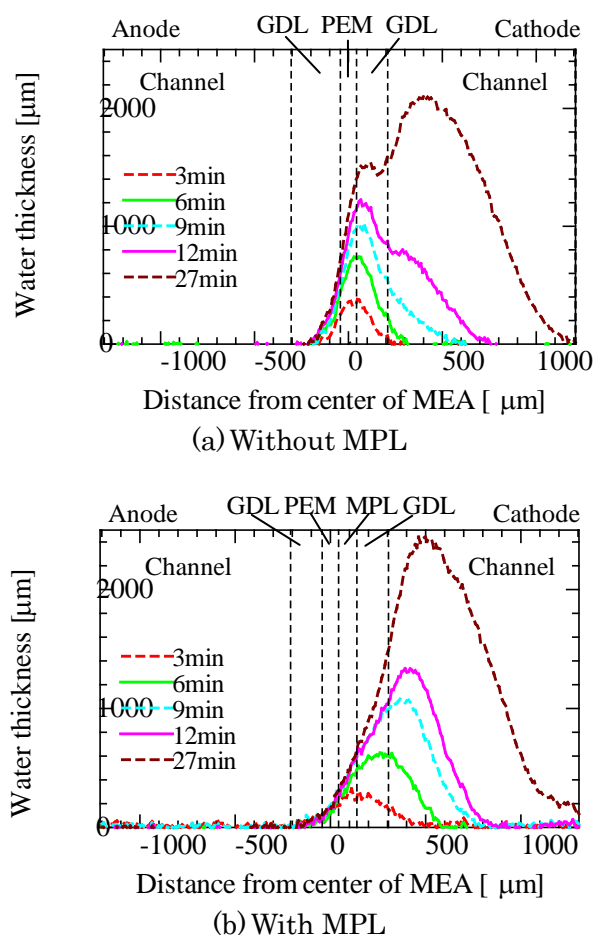 Anode Cathode
GDL PEM GDL
Channel Channel
Water thickness [μm]
2000
1000
0
3min
6min
9min
12min
27min
-1000 -500 0 500 1000
Distance from center of MEA [ μm]
(a) Without MPL
GDL PEM MPL GDL
Anode Cathode
Channel Channel
Water thickness [μm]
2000
1000
0
3min
6min
9min
12min
27min
-1000 -500 0 500 1000
Distance from center of MEA [ μm]
(b) With MPL